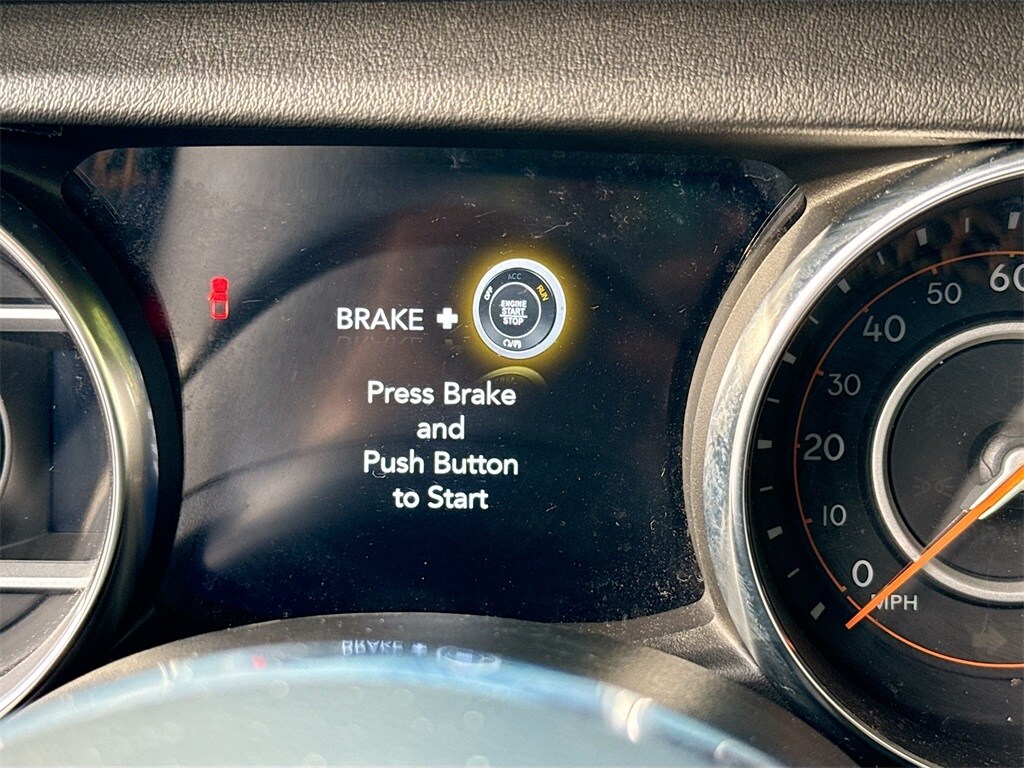 ACC
OFF
RUN
ENGINE
START
STOP
BRAKE +
Press Brake
and
Push Button
to Start
60
50
40
30
20
10
0
MPH
BRAKE +